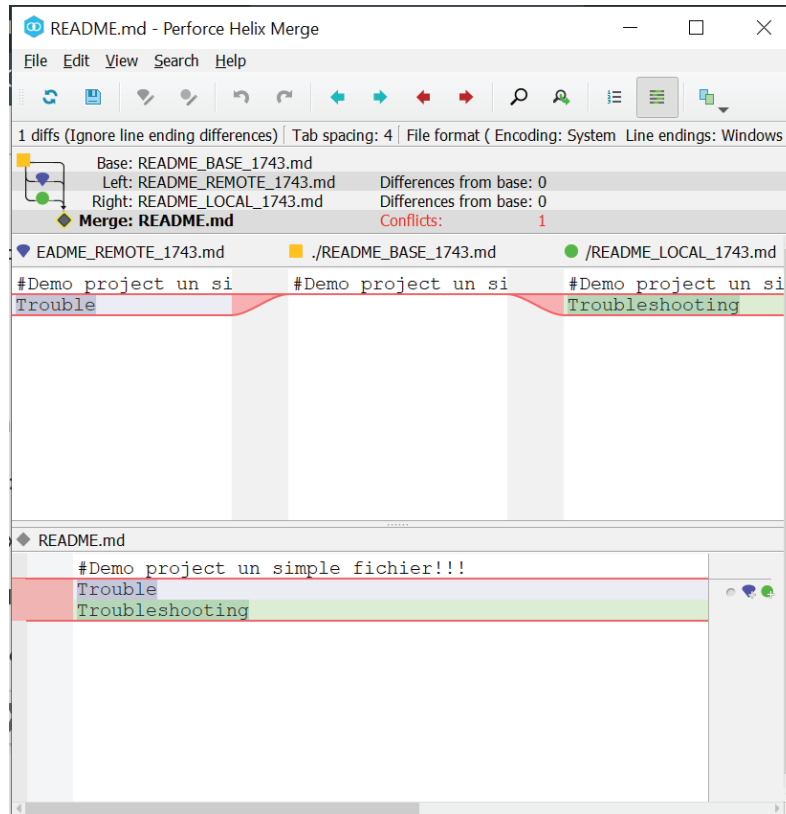 README.md - Perforce Helix Merge
File Edit View Search Help
1 diffs (Ignore line ending differences) Tab spacing: 4 File format ( Encoding: System Line endings: Windows
Base: README_BASE_1743.md
Left: README_REMOTE_1743.md Differences from base: 0
Right: README_LOCAL_1743.md Differences from base: 0
Merge: README.md Conflicts: 1
EADME_REMOTE_1743.md ./README_BASE_1743.md /README_LOCAL_1743.md
#Demo project un si #Demo project un si #Demo project un si
Trouble Troubleshooting
README.md
#Demo project un simple fichier!!!
Trouble
Troubleshooting